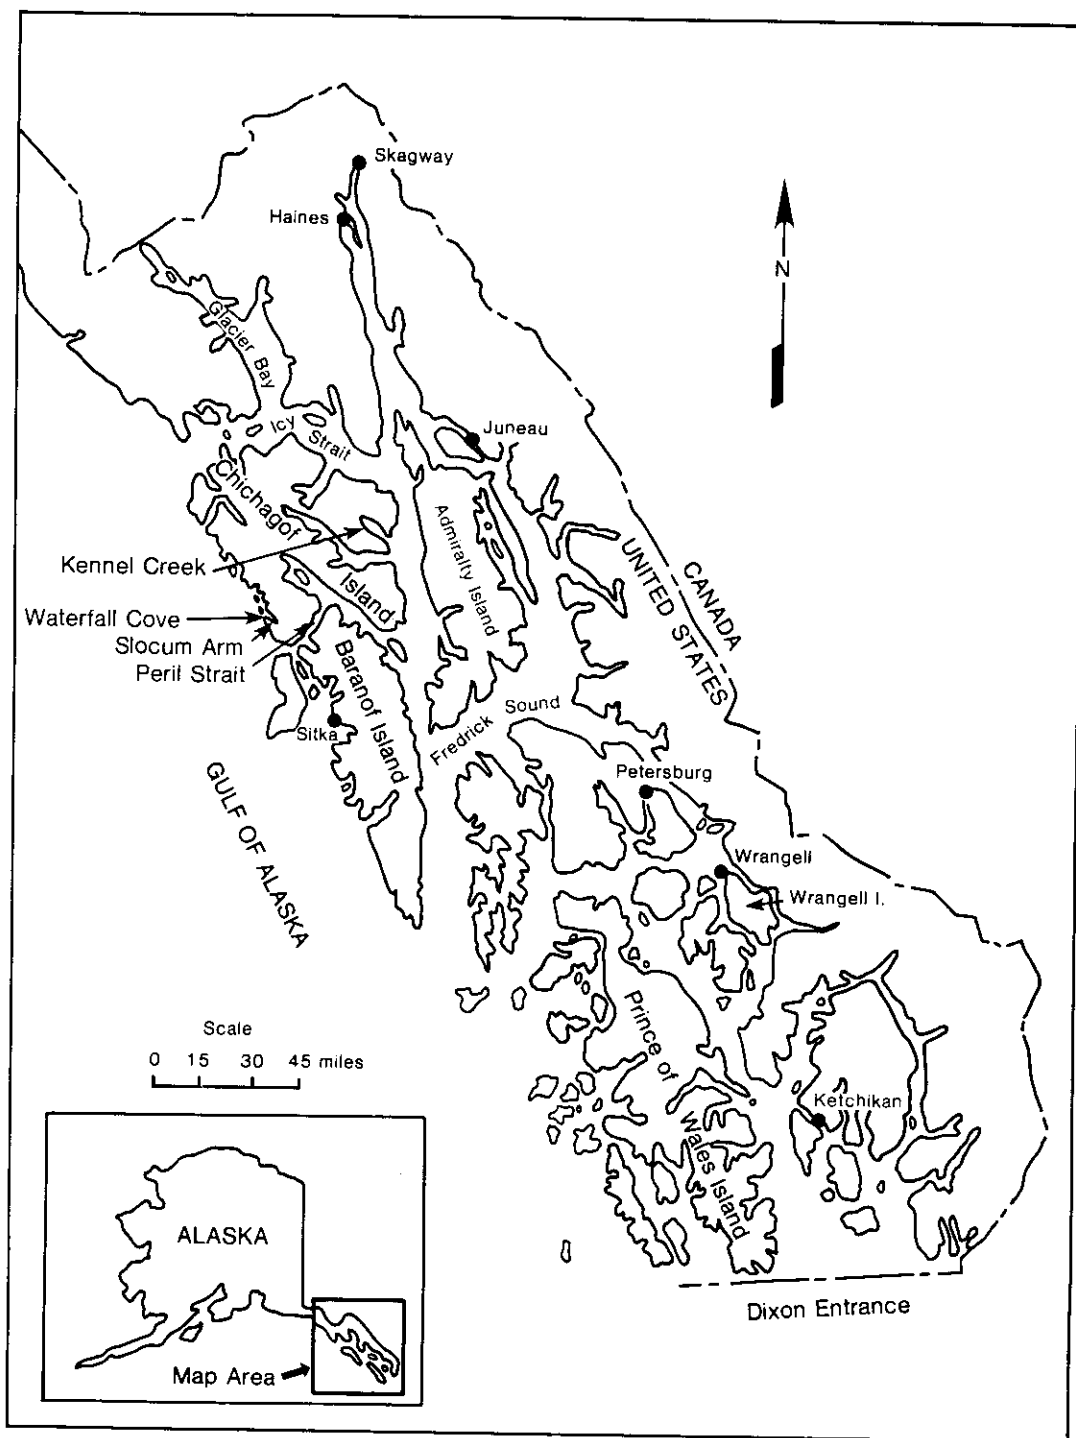 Skagway
Haines
N
Glacier Bay
Juneau
Icy
Strait
Chichagof
Island
Admiralty Island
Kennel Creek
CANADA
UNITED STATES
Waterfall Cove
Slocum Arm
Peril Strait
Baranof Island
Sitka
Fredrick Sound
Petersburg
GULF OF ALASKA
Wrangell
Wrangell I.
Prince of
Wales Island
Scale
0 15 30 45 miles
Ketchikan
ALASKA
Map Area
Dixon Entrance